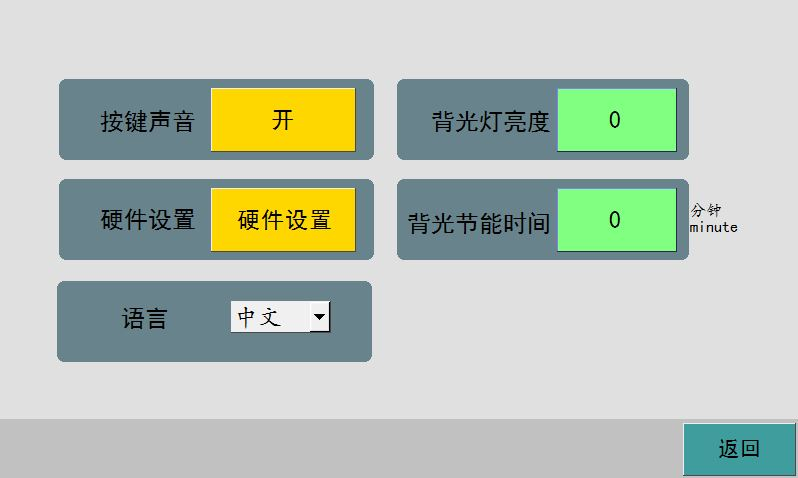 按键声音 开
背光灯亮度 0
硬件设置 硬件设置
背光节能时间 0 分钟
minute
语言 中文
返回